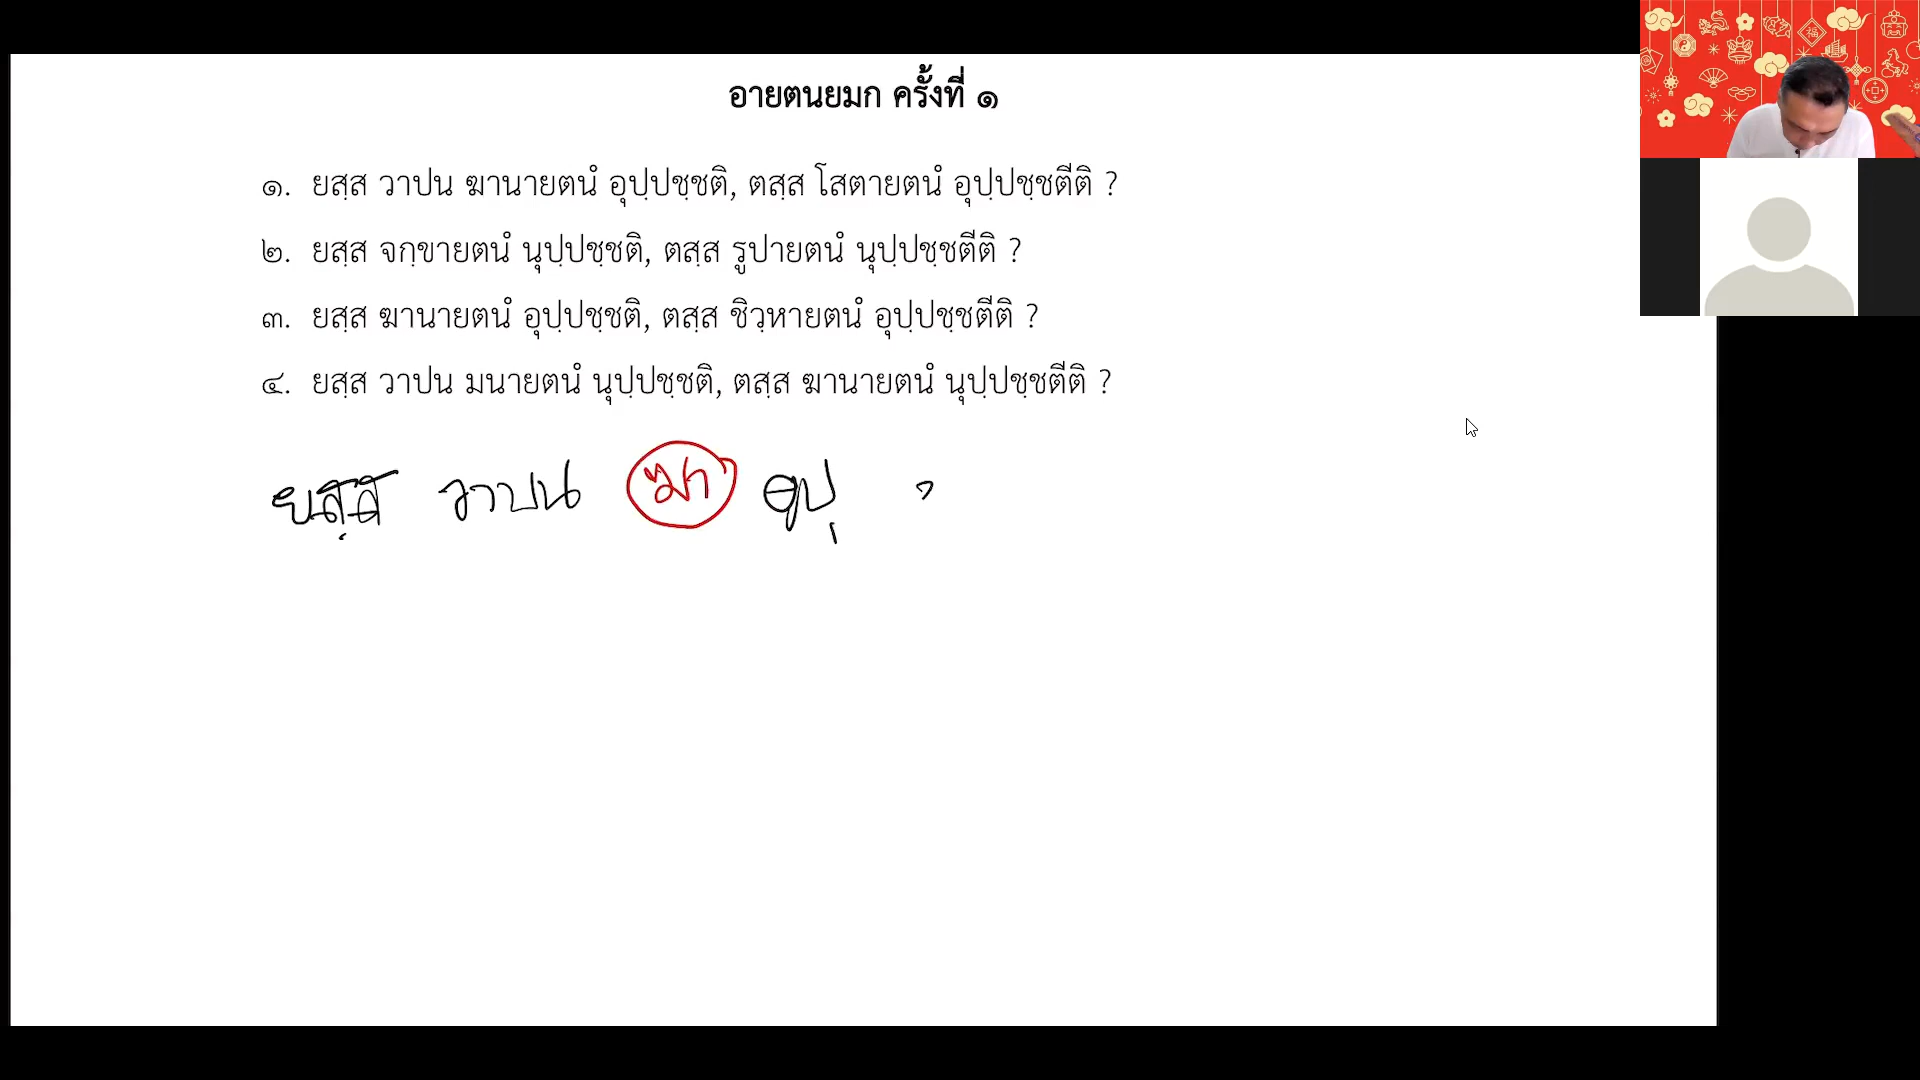 อายตนยมก ครั้งที่ ๑
๑. ยสฺส วาปน ฆานายตนํ อุปฺปชฺชติ, ตสฺส โสตายตนํ อุปฺปชฺชตีติ ?
๒. ยสฺส จกฺขายตนํ นุปฺปชฺชติ, ตสฺส รูปายตนํ นุปฺปชฺชตีติ ?
๓. ยสฺส ฆานายตนํ อุปฺปชฺชติ, ตสฺส ชิวฺหายตนํ อุปฺปชฺชตีติ ?
๔. ยสฺส วาปน มนายตนํ นุปฺปชฺชติ, ตสฺส ฆานายตนํ นุปฺปชฺชตีติ ?
ยสฺส วาปน ฆา